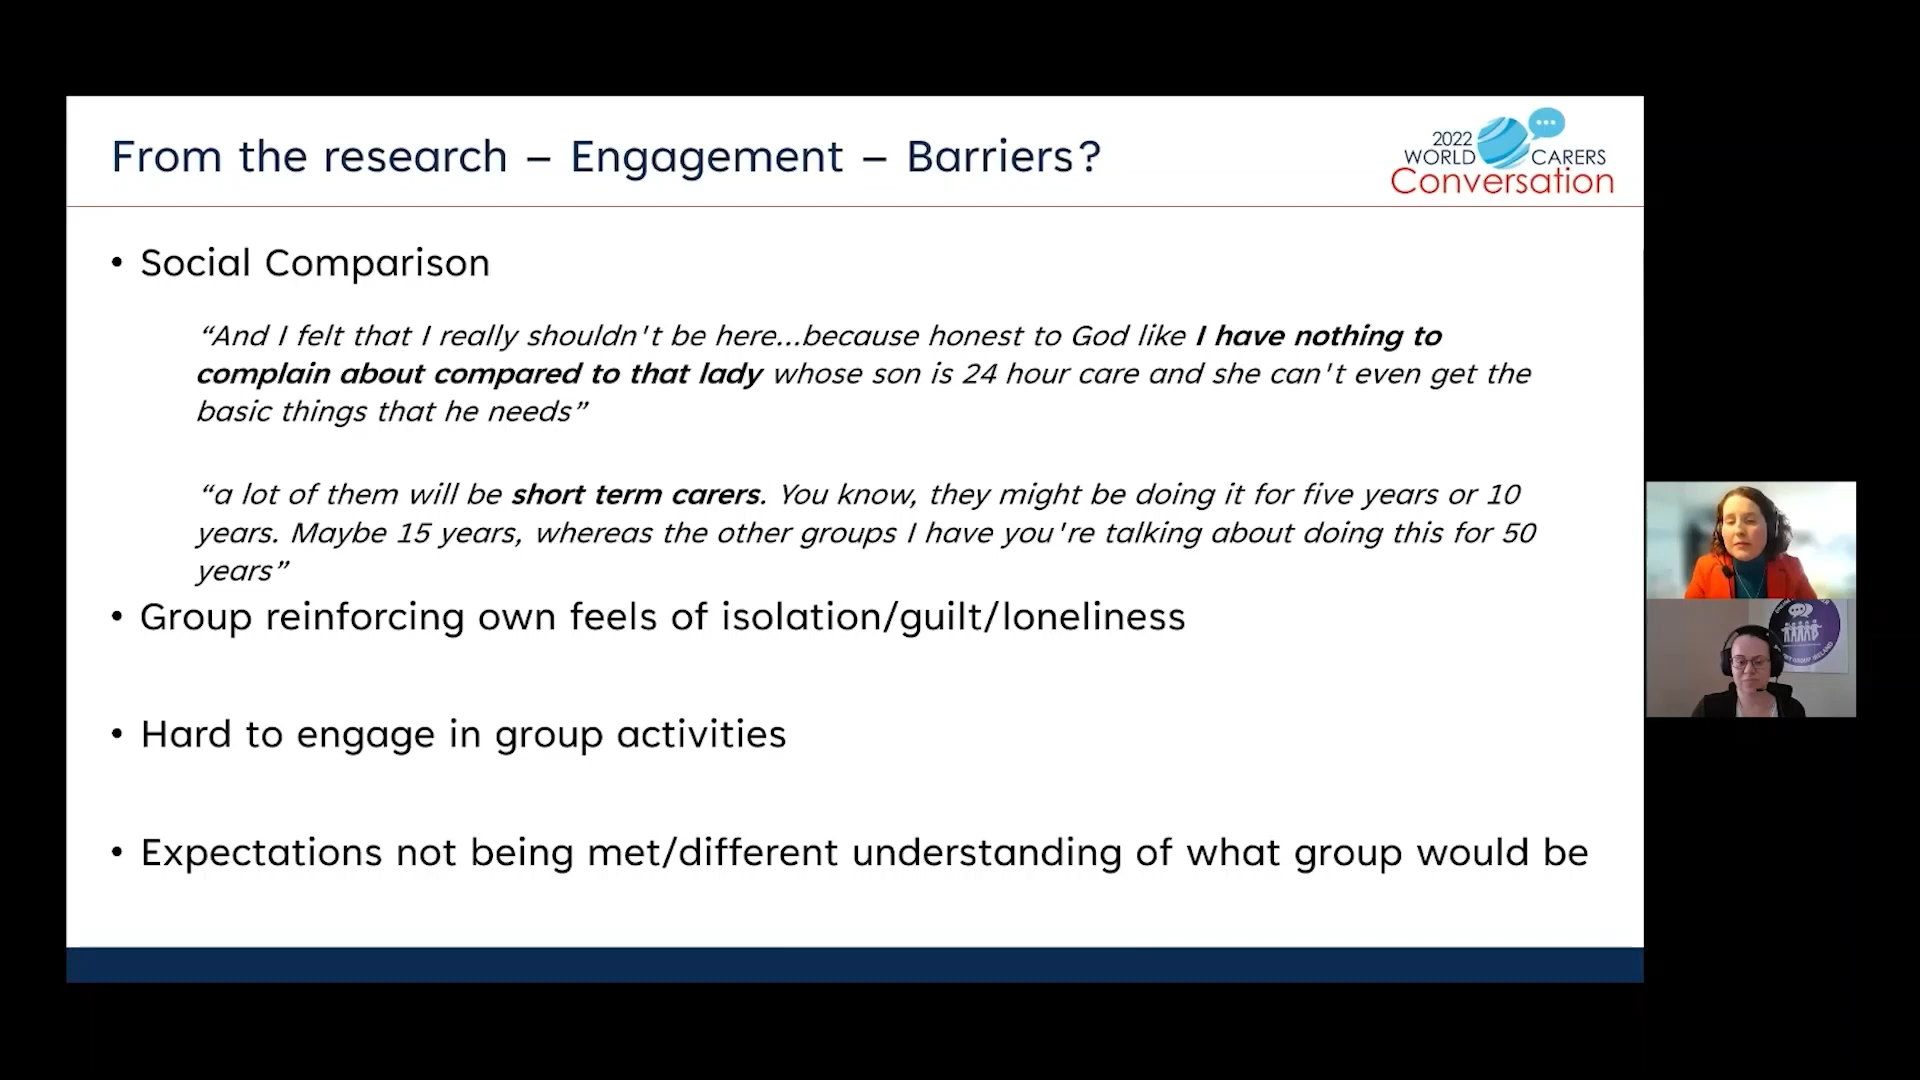 From the research – Engagement – Barriers?
2022
WORLD CARERS
Conversation
• Social Comparison
“And I felt that I really shouldn't be here...because honest to God like I have nothing to
complain about compared to that lady whose son is 24 hour care and she can't even get the
basic things that he needs”
“a lot of them will be short term carers. You know, they might be doing it for five years or 10
years. Maybe 15 years, whereas the other groups I have you're talking about doing this for 50
years”
• Group reinforcing own feels of isolation/guilt/loneliness
• Hard to engage in group activities
• Expectations not being met/different understanding of what group would be
IRELAND